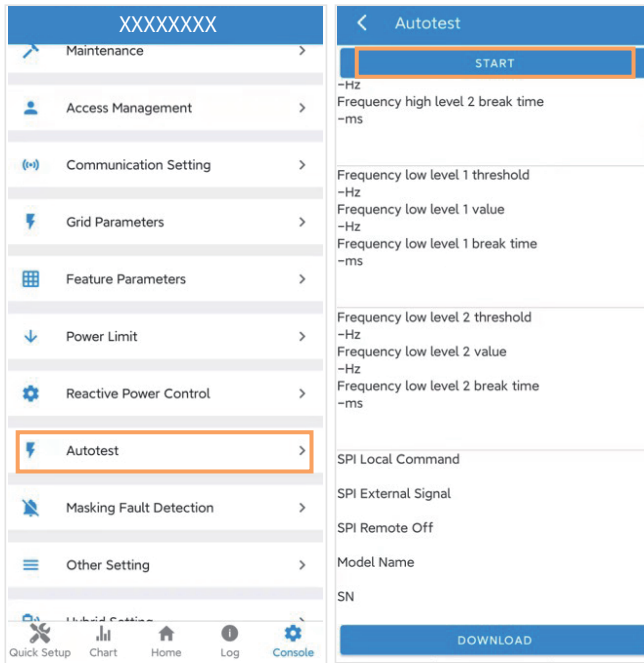 XXXXXXXX
Maintenance
Access Management
Communication Setting
Grid Parameters
Feature Parameters
Power Limit
Reactive Power Control
Autotest
Masking Fault Detection
Other Setting
Hybrid Setting
Quick Setup
Chart
Home
Log
Console
Autotest
START
-Hz
Frequency high level 2 break time
-ms
Frequency low level 1 threshold
-Hz
Frequency low level 1 value
-Hz
Frequency low level 1 break time
-ms
Frequency low level 2 threshold
-Hz
Frequency low level 2 value
-Hz
Frequency low level 2 break time
-ms
SPI Local Command
SPI External Signal
SPI Remote Off
Model Name
SN
DOWNLOAD